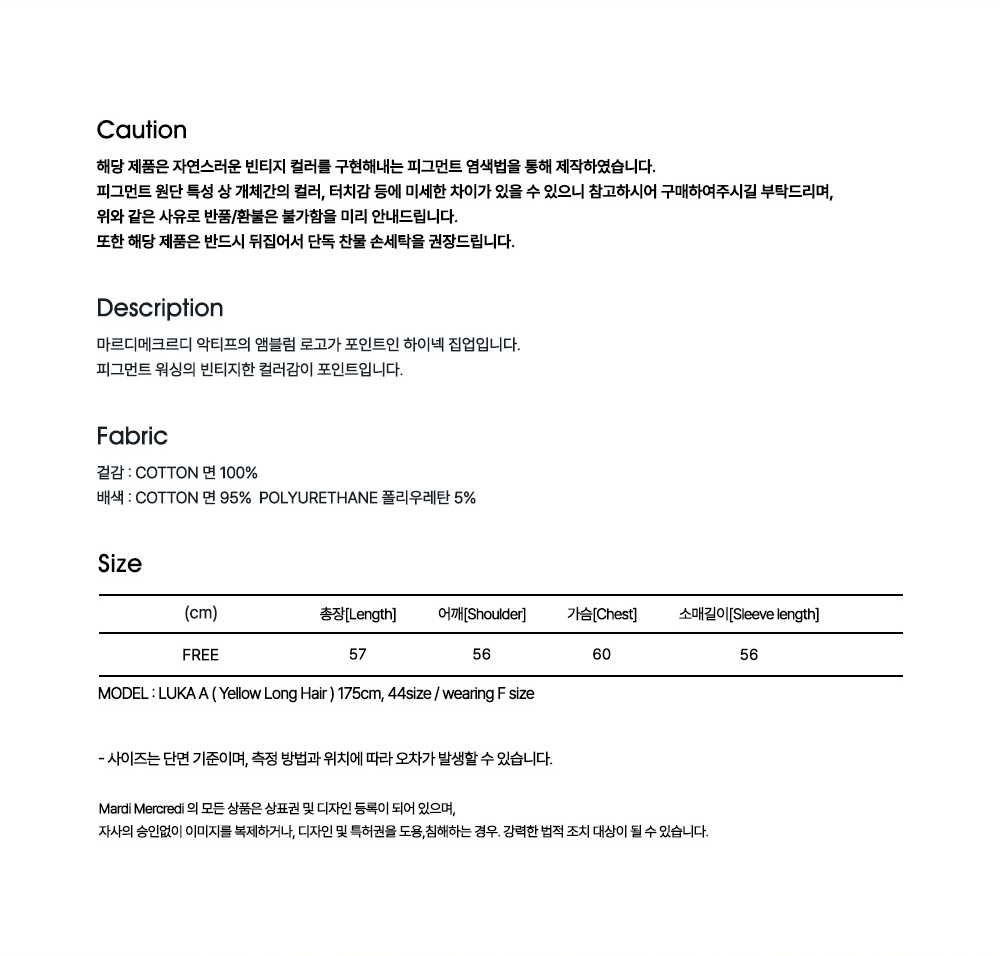 Caution
해당 제품은 자연스러운 빈티지 컬러를 구현해내는 피그먼트 염색법을 통해 제작하였습니다.
피그먼트 원단 특성 상 개체간의 컬러, 터치감 등에 미세한 차이가 있을 수 있으니 참고하시어 구매하여주시길 부탁드리며,
위와 같은 사유로 반품/환불은 불가함을 미리 안내드립니다.
또한 해당 제품은 반드시 뒤집어서 단독 찬물 손세탁을 권장드립니다.
Description
마르디메크르디 악티프의 앰블럼 로고가 포인트인 하이넥 집업입니다.
피그먼트 워싱의 빈티지한 컬러감이 포인트입니다.
Fabric
겉감 : COTTON 면 100%
배색 : COTTON 면 95% POLYURETHANE 폴리우레탄 5%
Size
(cm) 총장[Length] 어깨[Shoulder] 가슴[Chest] 소매길이[Sleeve length]
FREE 57 56 60 56
MODEL : LUKA A ( Yellow Long Hair ) 175cm, 44size / wearing F size
- 사이즈는 단면 기준이며, 측정 방법과 위치에 따라 오차가 발생할 수 있습니다.
Mardi Mercredi 의 모든 상품은 상표권 및 디자인 등록이 되어 있으며,
자사의 승인없이 이미지를 복제하거나, 디자인 및 특허권을 도용,침해하는 경우. 강력한 법적 조치 대상이 될 수 있습니다.